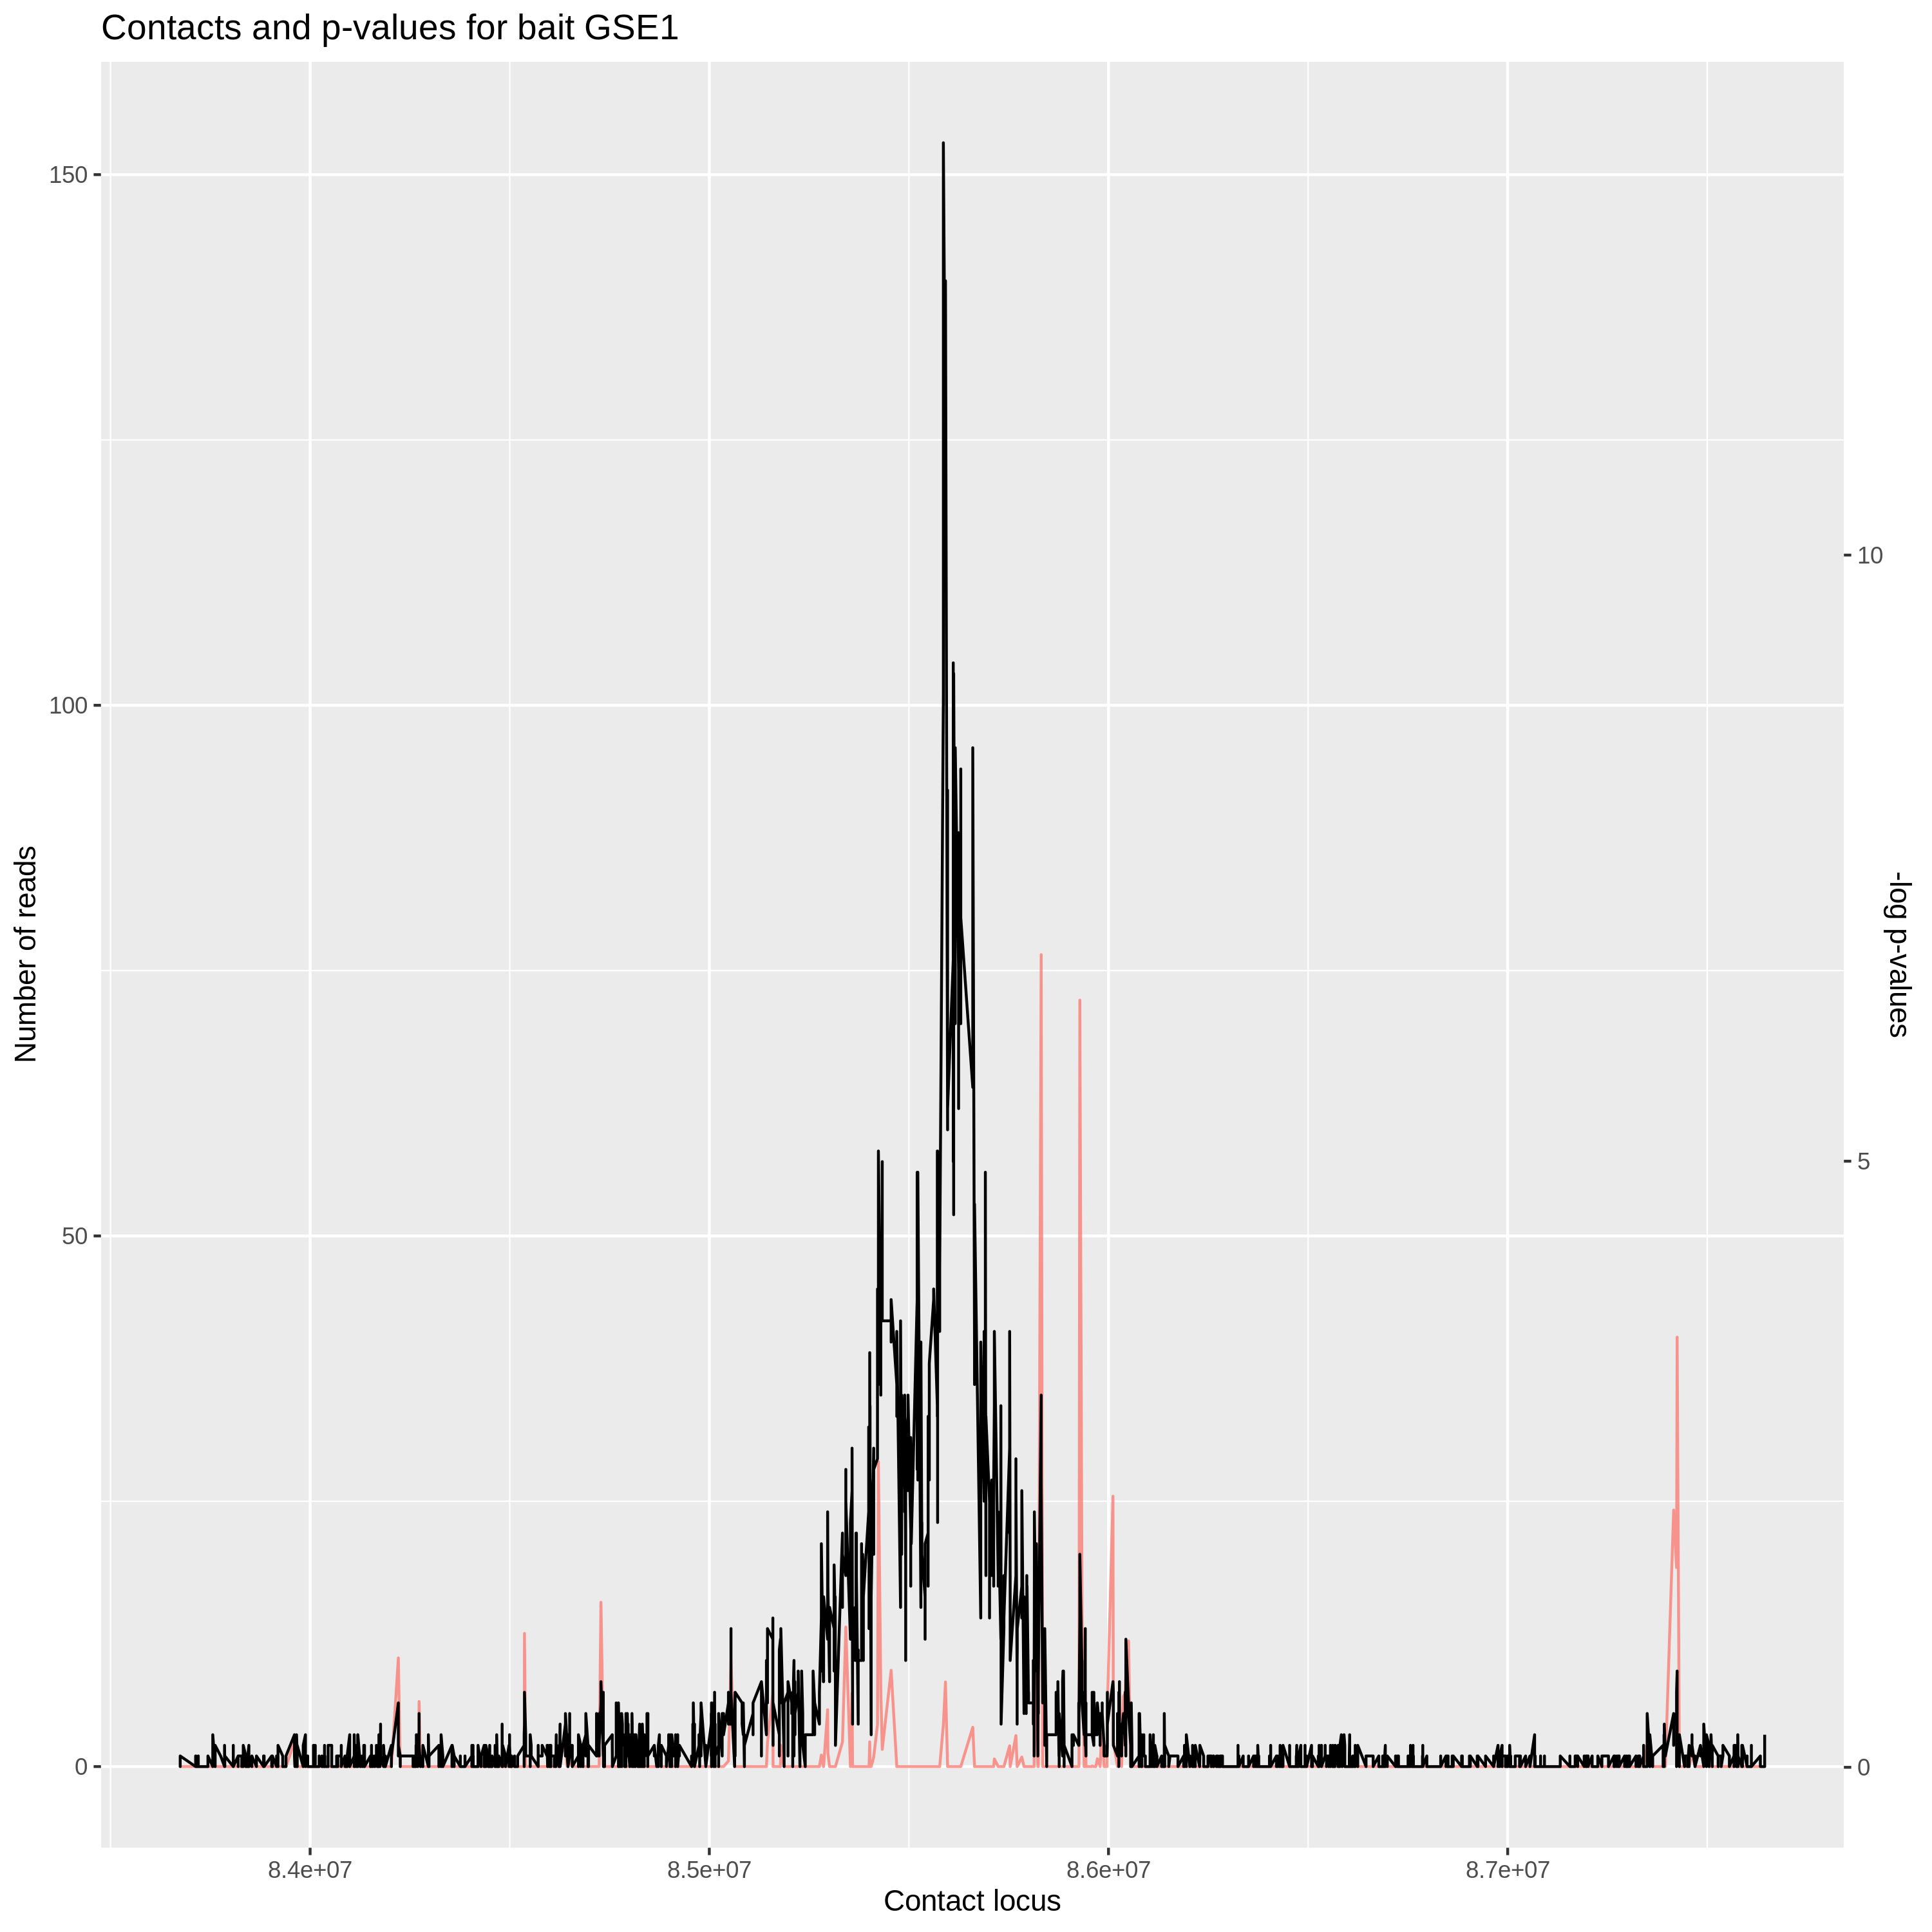 Contacts and p-values for bait GSE1
150
100
50
0
10
5
0
Number of reads
-log p-values
8.4e+07
8.5e+07
8.6e+07
8.7e+07
Contact locus